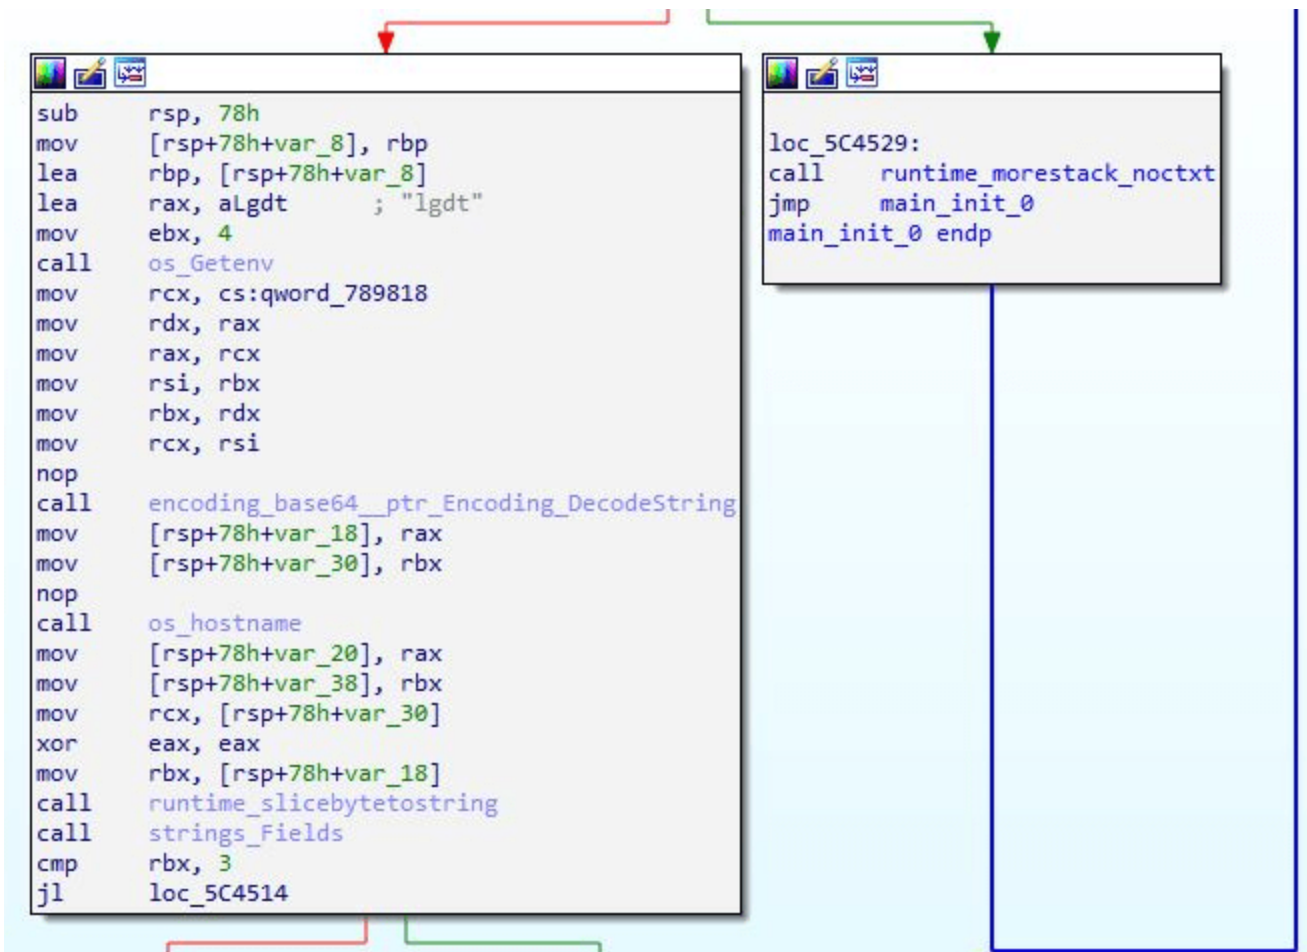 sub rsp, 78h
mov [rsp+78h+var_8], rbp
lea rbp, [rsp+78h+var_8]
lea rax, aLgdt ; "lgdt"
mov ebx, 4
call os_Getenv
mov rcx, cs:qword_789818
mov rdx, rax
mov rax, rcx
mov rsi, rbx
mov rbx, rdx
mov rcx, rsi
nop
call encoding_base64__ptr_Encoding_DecodeString
mov [rsp+78h+var_18], rax
mov [rsp+78h+var_30], rbx
nop
call os_hostname
mov [rsp+78h+var_20], rax
mov [rsp+78h+var_38], rbx
mov rcx, [rsp+78h+var_30]
xor eax, eax
mov rbx, [rsp+78h+var_18]
call runtime_slicebytetostring
call strings_Fields
cmp rbx, 3
jl loc_5C4514
loc_5C4529:
call runtime_morestack_noctxt
jmp main_init_0
main_init_0 endp